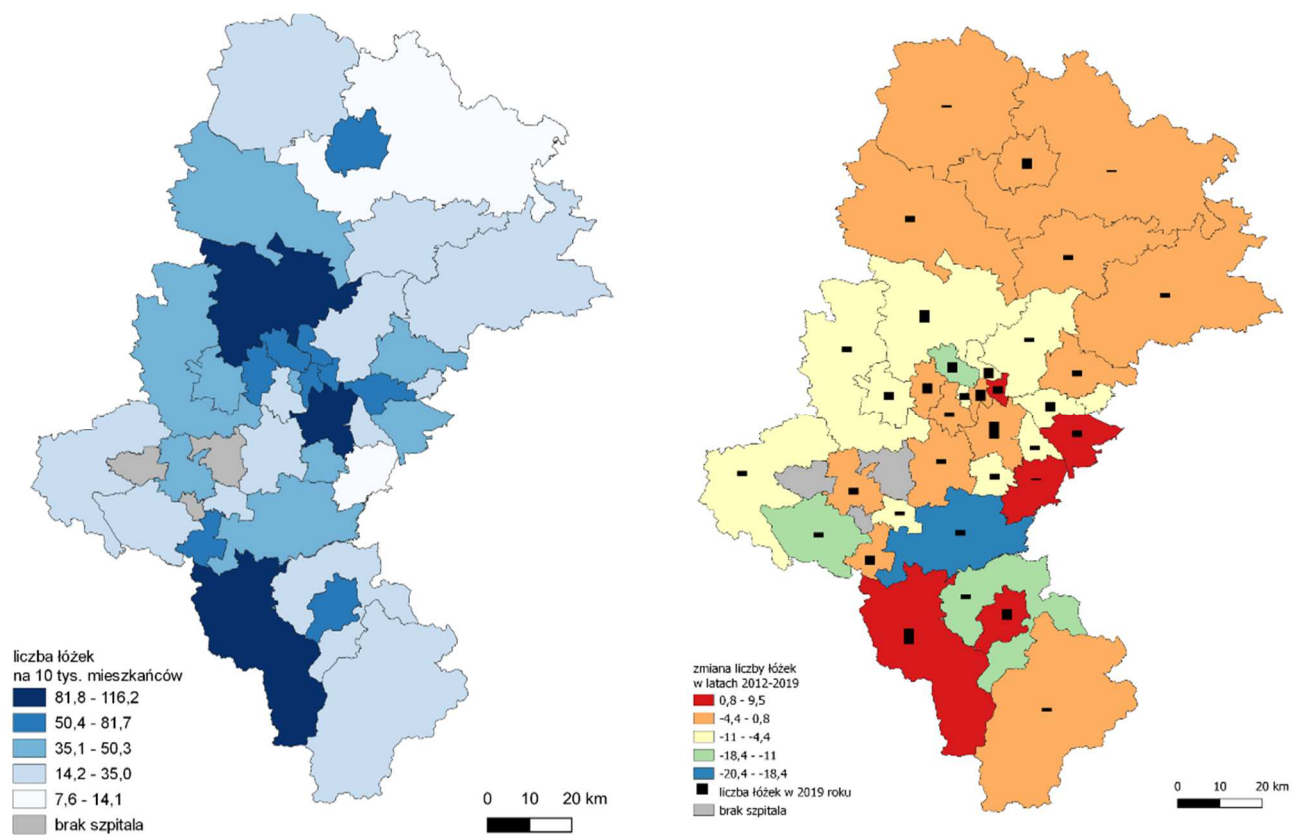 liczba łóżek
na 10 tys. mieszkańców
81,8 - 116,2
50,4 - 81,7
35,1 - 50,3
14,2 - 35,0
7,6 - 14,1
brak szpitala
0 10 20 km
zmiana liczby łóżek
w latach 2012-2019
0,8 - 9,5
-4,4 - 0,8
-11 - -4,4
-18,4 - -11
-20,4 - -18,4
liczba łóżek w 2019 roku
brak szpitala
0 10 20 km